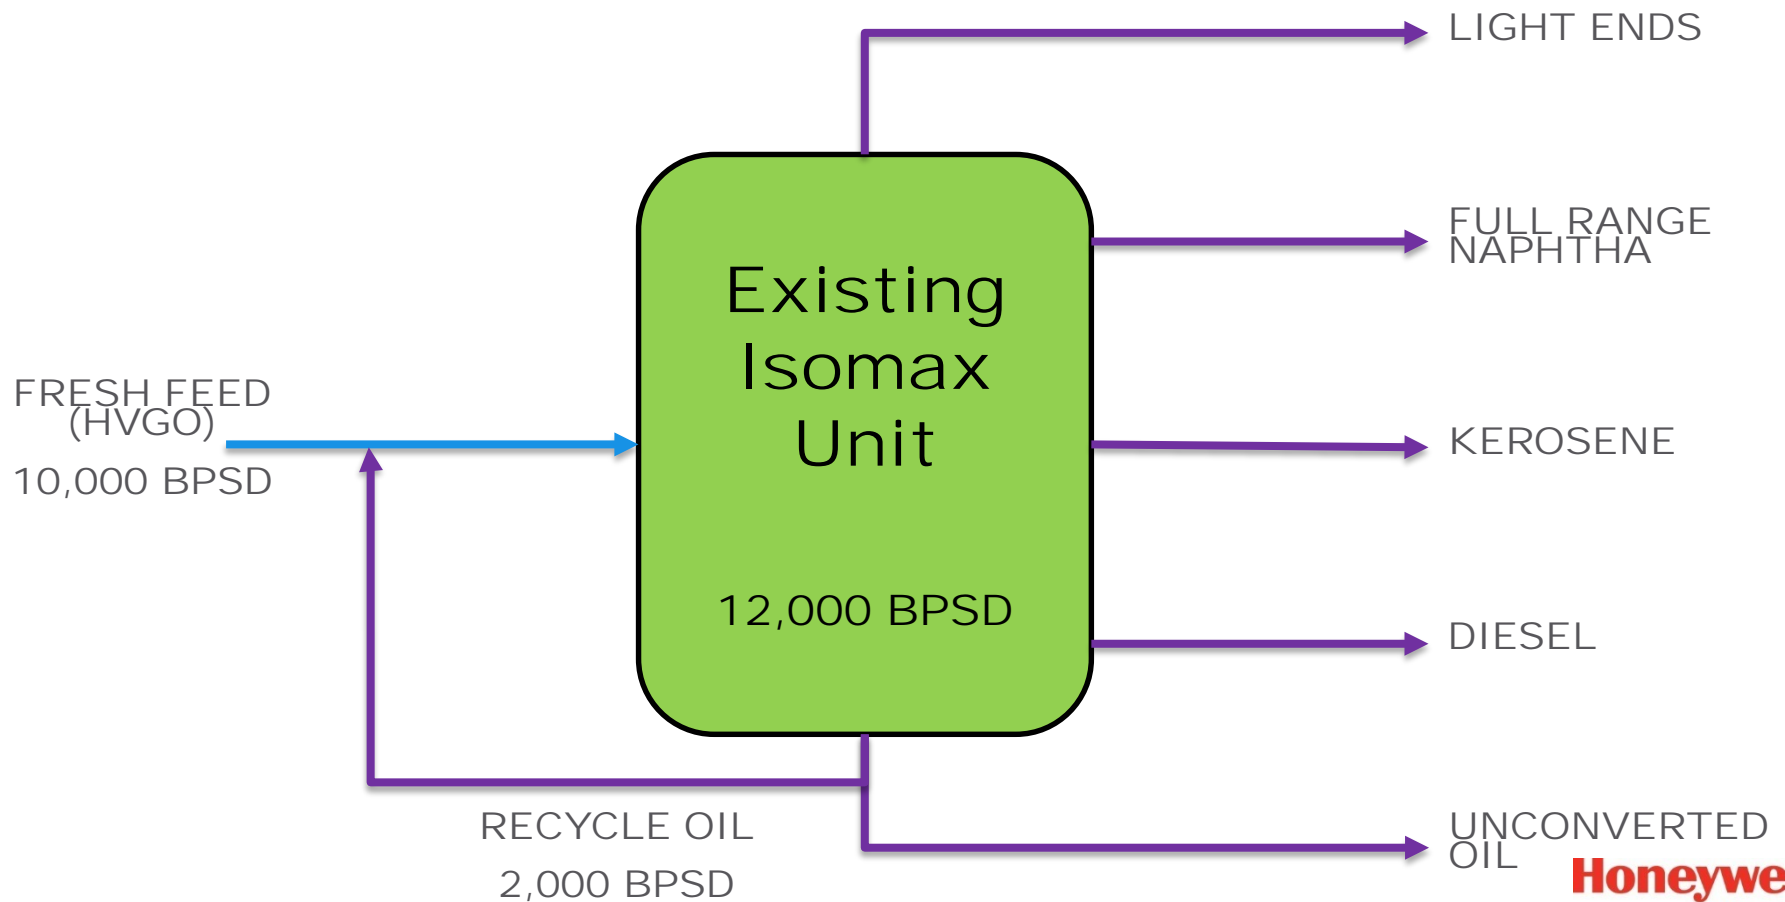 LIGHT ENDS
FULL RANGE
NAPHTHA
Existing
Isomax
Unit
12,000 BPSD
FRESH FEED
(HVGO)
10,000 BPSD
KEROSENE
DIESEL
RECYCLE OIL
2,000 BPSD
UNCONVERTED
OIL
Honeywe